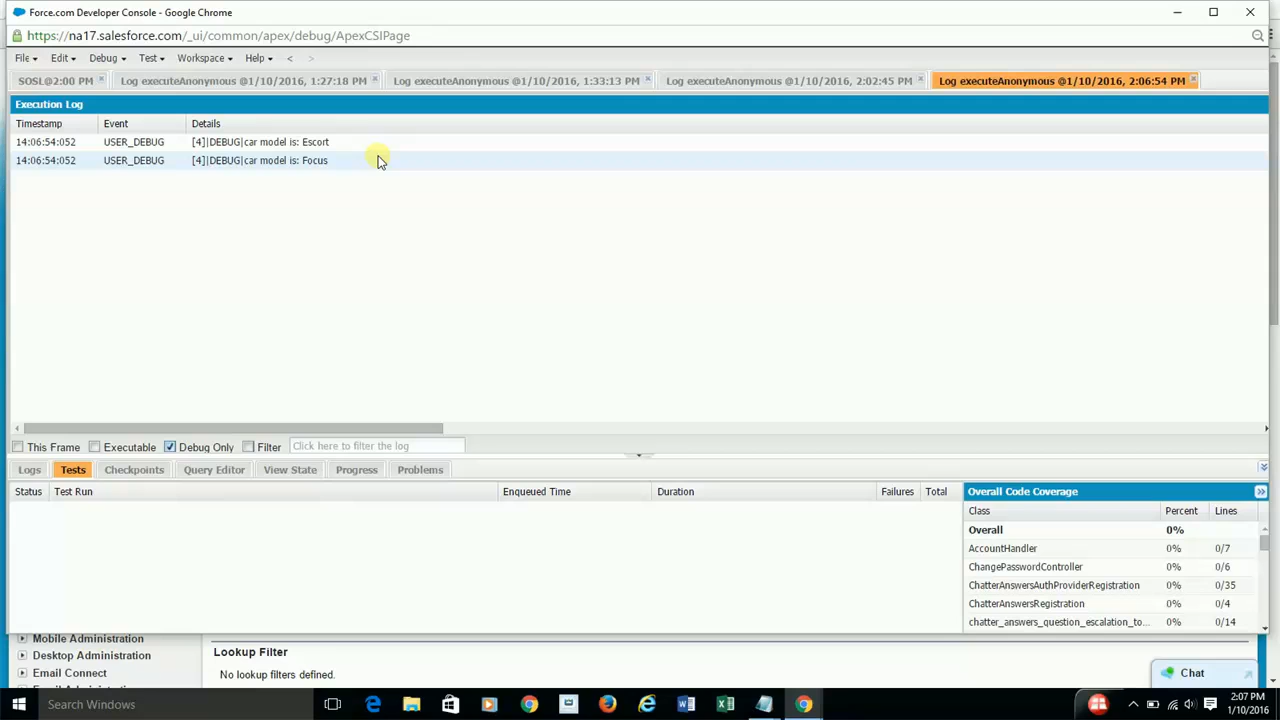 Force.com Developer Console - Google Chrome
https://na17.salesforce.com/_ui/common/apex/debug/ApexCSIPage
File Edit Debug Test Workspace Help < >
SOSL@2:00 PM Log executeAnonymous @1/10/2016, 1:27:18 PM Log executeAnonymous @1/10/2016, 1:33:13 PM Log executeAnonymous @1/10/2016, 2:02:45 PM Log executeAnonymous @1/10/2016, 2:06:54 PM
Execution Log
Timestamp Event Details
14:06:54:052 USER_DEBUG [4]|DEBUG|car model is: Escort
14:06:54:052 USER_DEBUG [4]|DEBUG|car model is: Focus
This Frame Executable Debug Only Filter Click here to filter the log
Logs Tests Checkpoints Query Editor View State Progress Problems
Status Test Run Enqueued Time Duration Failures Total
Overall Code Coverage
Class Percent Lines
Overall 0%
AccountHandler 0% 0/7
ChangePasswordController 0% 0/6
ChatterAnswersAuthProviderRegistration 0% 0/35
ChatterAnswersRegistration 0% 0/4
chatter_answers_question_escalation_to... 0% 0/14
Mobile Administration
Desktop Administration
Email Connect
Lookup Filter
No lookup filters defined.
Chat
Search Windows
2:07 PM
1/10/2016